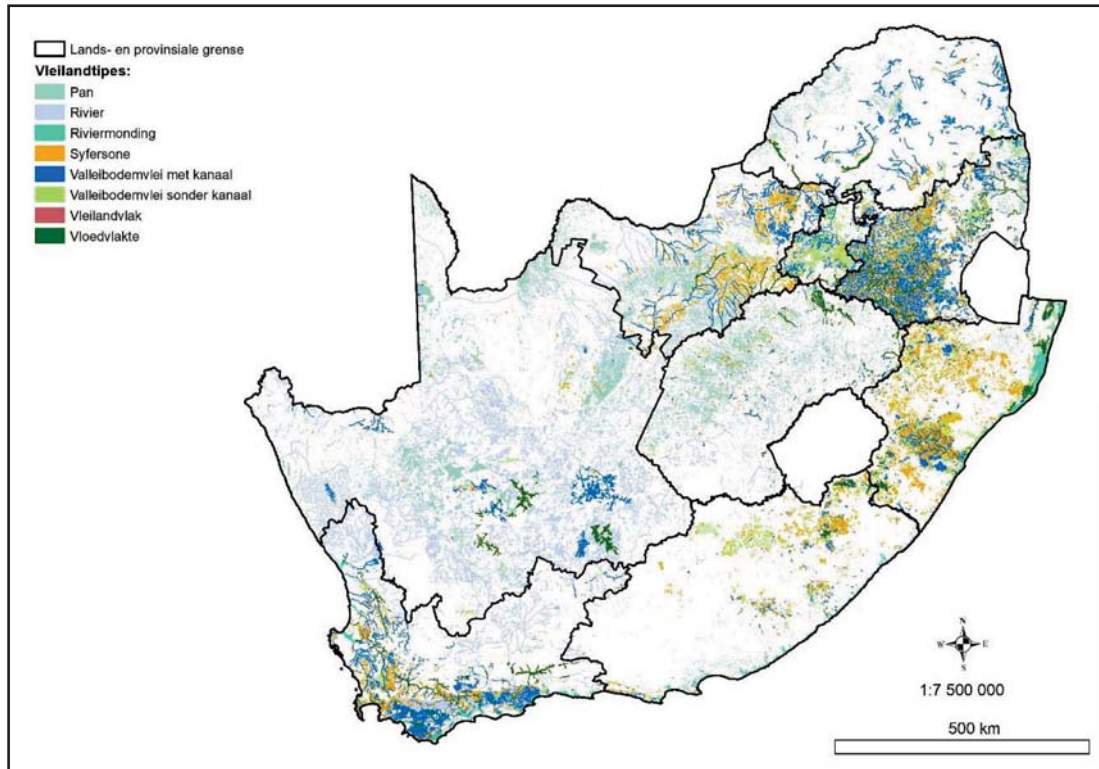 Lands- en provinsiale grense
Vleilandtipes:
Pan
Rivier
Riviermonding
Syfersone
Valleibodemvlei met kanaal
Valleibodemvlei sonder kanaal
Vleilandvlak
Vloedvlakte
N
W E
S
1:7 500 000
500 km